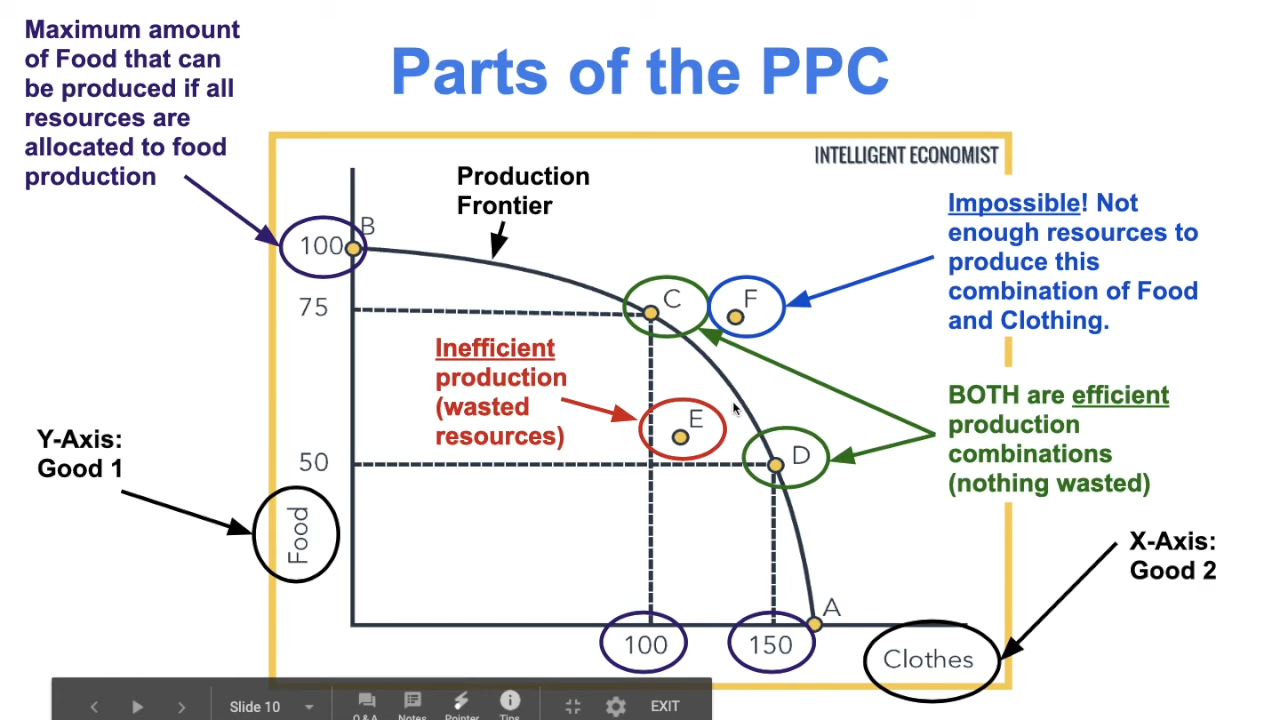 Maximum amount
of Food that can
be produced if all
resources are
allocated to food
production
Parts of the PPC
INTELLIGENT ECONOMIST
Production
Frontier
B
100
75
50
C
F
E
D
A
Impossible! Not
enough resources to
produce this
combination of Food
and Clothing.
Inefficient
production
(wasted
resources)
BOTH are efficient
production
combinations
(nothing wasted)
Y-Axis:
Good 1
Food
X-Axis:
Good 2
100
150
Clothes
Slide 10
Q & A
Notes
Pointer
Tips
EXIT